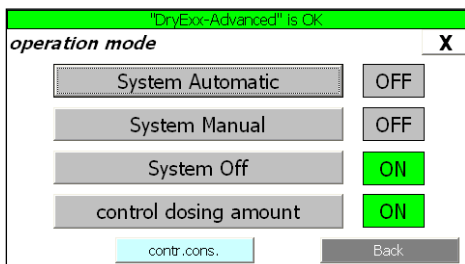 "DryExx-Advanced" is OK
operation mode X
System Automatic OFF
System Manual OFF
System Off ON
control dosing amount ON
contr.cons. Back